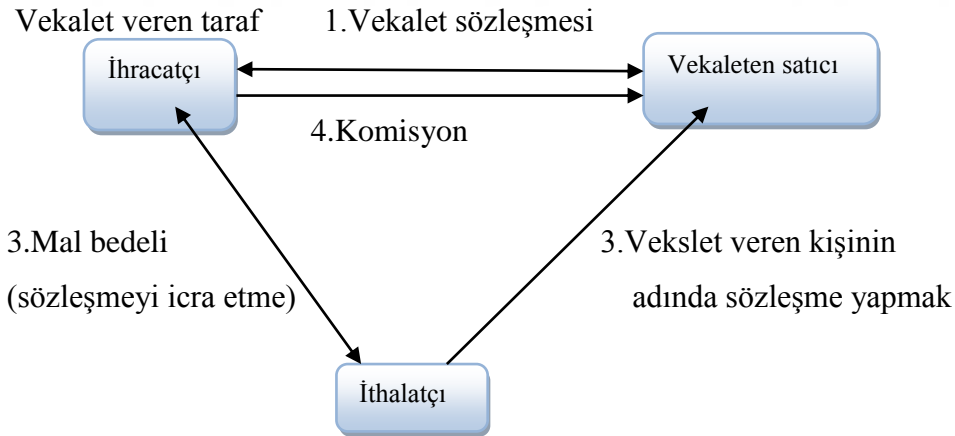 Vekalet veren taraf
1.Vekalet sözleşmesi
İhracatçı
Vekaleten satıcı
4.Komisyon
3.Mal bedeli
(sözleşmeyi icra etme)
3.Vekslet veren kişinin
adında sözleşme yapmak
İthalatçı